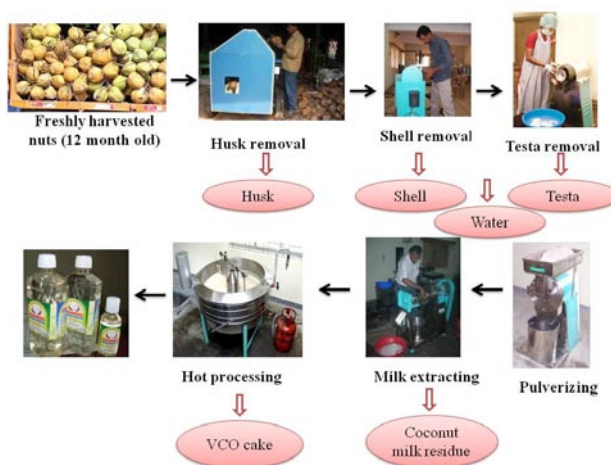 Freshly harvested
nuts (12 month old)
Husk removal
Shell removal
Testa removal
Husk
Shell
Testa
Water
Hot processing
Milk extracting
Pulverizing
VCO cake
Coconut
milk residue